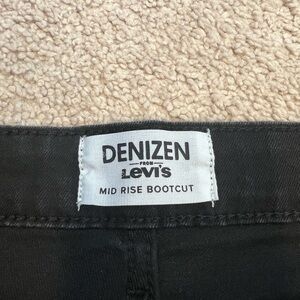 DENIZEN
FROM
Levi's
MID RISE BOOTCUT